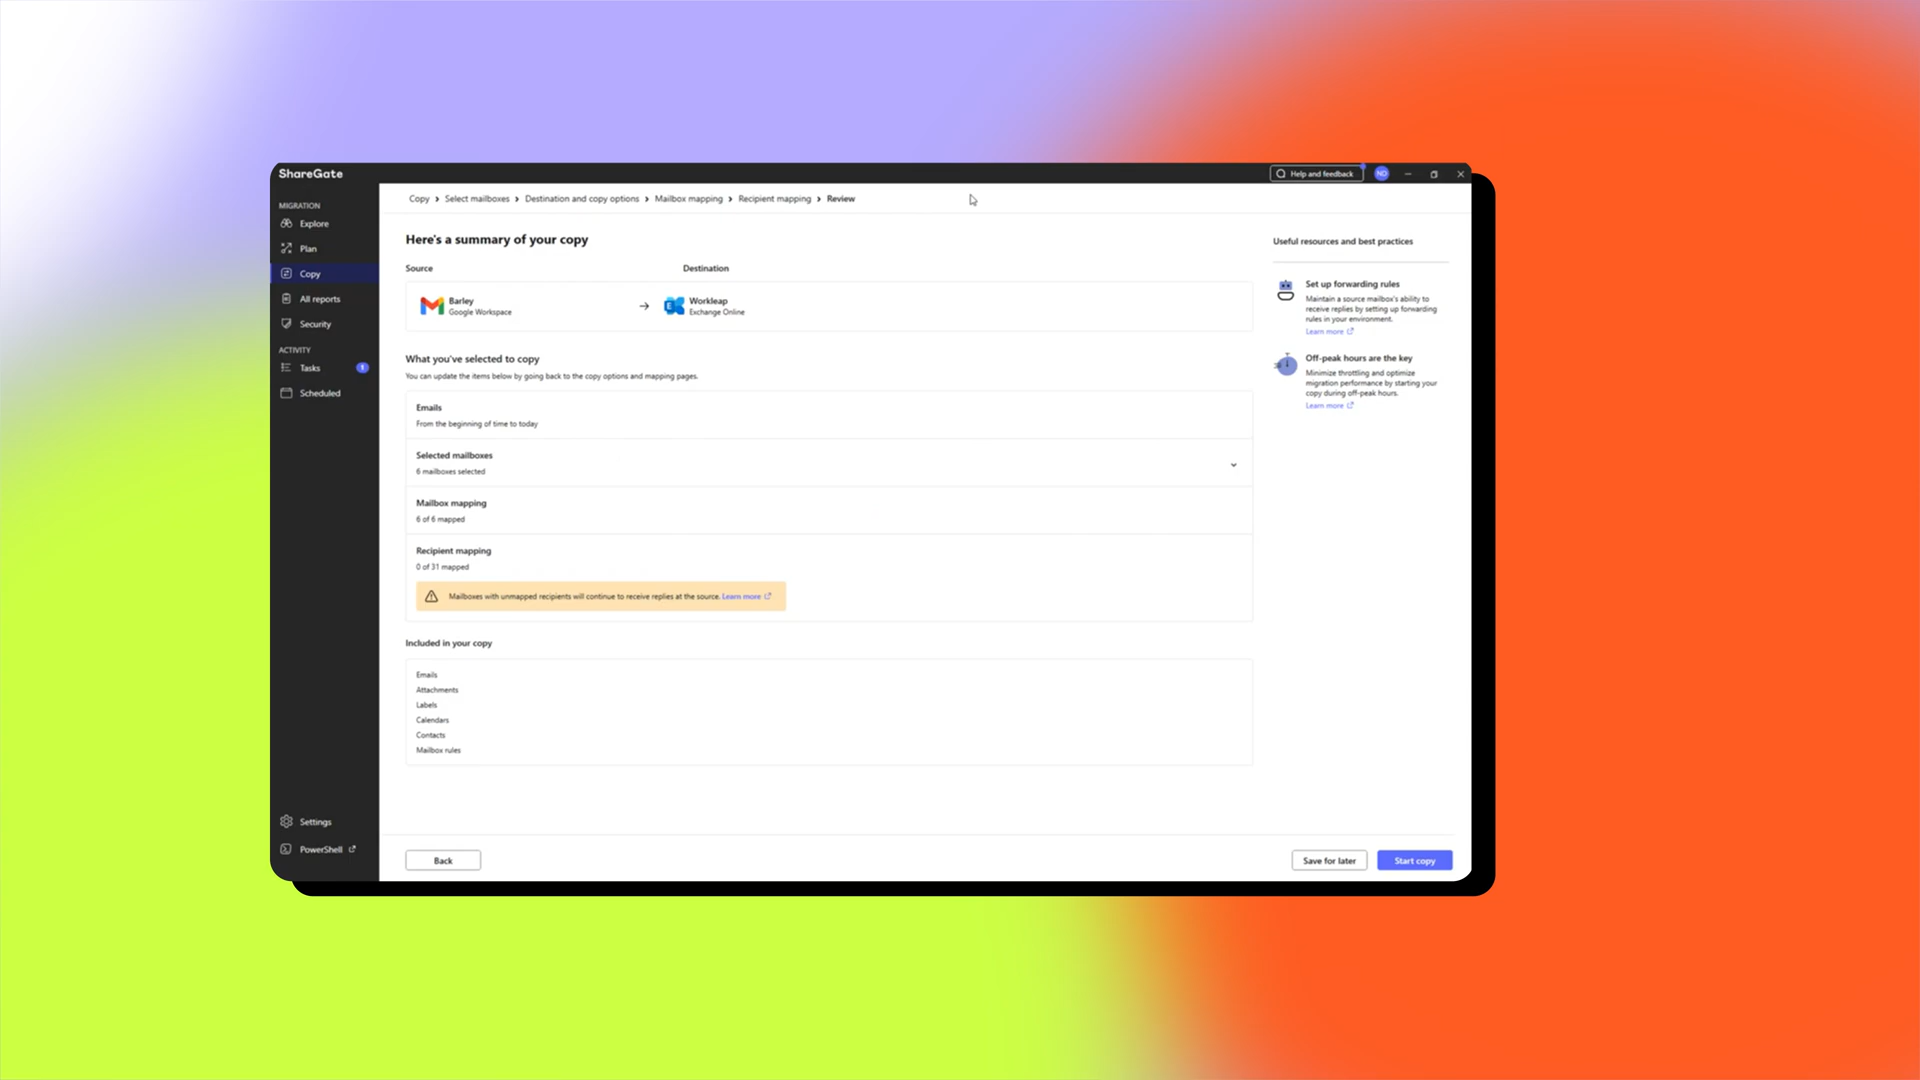 ShareGate
Help and feedback
ND
MIGRATION
Explore
Plan
Copy
All reports
Security
ACTIVITY
Tasks
1
Scheduled
Settings
PowerShell
Copy > Select mailboxes > Destination and copy options > Mailbox mapping > Recipient mapping > Review
Here's a summary of your copy
Source
Destination
Barley
Google Workspace
Workleap
Exchange Online
What you've selected to copy
You can update the items below by going back to the copy options and mapping pages.
Emails
From the beginning of time to today
Selected mailboxes
6 mailboxes selected
Mailbox mapping
6 of 6 mapped
Recipient mapping
0 of 31 mapped
Mailboxes with unmapped recipients will continue to receive replies at the source. Learn more
Included in your copy
Emails
Attachments
Labels
Calendars
Contacts
Mailbox rules
Back
Save for later
Start copy
Useful resources and best practices
Set up forwarding rules
Maintain a source mailbox's ability to
receive replies by setting up forwarding
rules in your environment.
Learn more
Off-peak hours are the key
Minimize throttling and optimize
migration performance by starting your
copy during off-peak hours.
Learn more